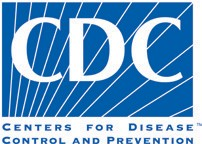 CDC
CENTERS FOR DISEASE™
CONTROL AND PREVENTION